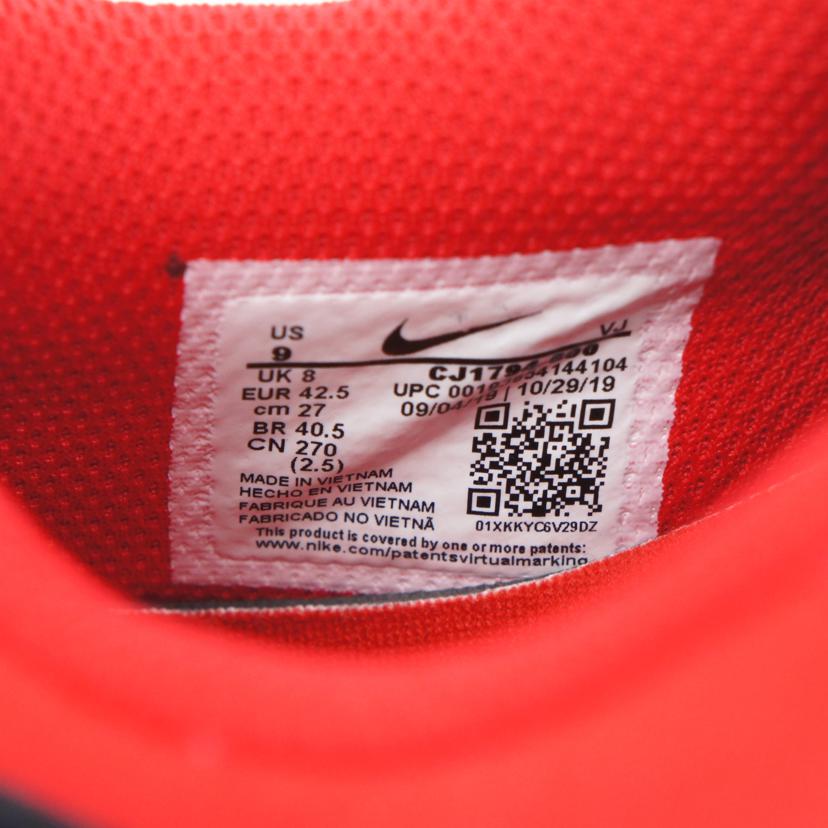 US
9
VJ
UK 8
EUR 42.5
cm 27
BR 40.5
CN 270
(2.5)
UPC
10/29/19
MADE IN VIETNAM
HECHO EN VIETNAM
FABRIQUE AU VIETNAM
FABRICADO NO VIETNÃ
01XKKYC6V29DZ
This product is covered by one or more patents:
www.nike.com/patentsvirtualmarking